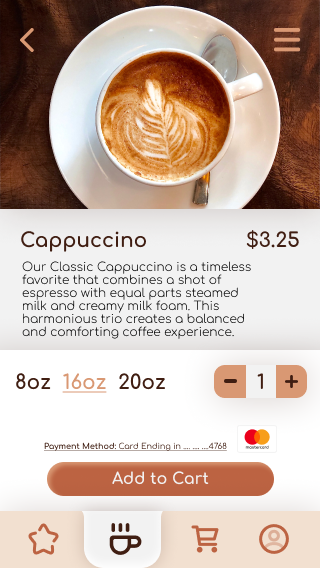 Cappuccino $3.25
Our Classic Cappuccino is a timeless
favorite that combines a shot of
espresso with equal parts steamed
milk and creamy milk foam. This
harmonious trio creates a balanced
and comforting coffee experience.
8oz 16oz 20oz 1
Payment Method: Card Ending in .... .... ....4768
mastercard
Add to Cart